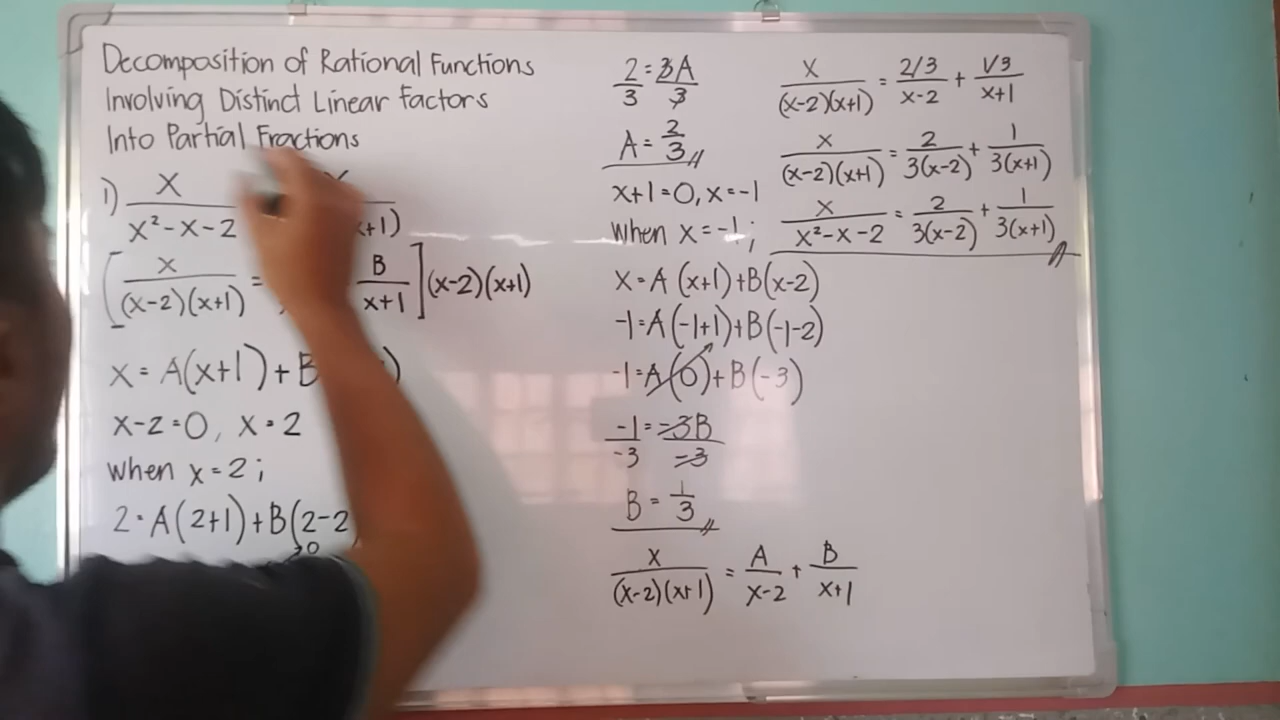 Decomposition of Rational Functions
Involving Distinct Linear Factors
Into Partial Fractions
1) x/(x²-x-2) x/ +1)
[x/((x-2)(x+1)) = B/(x+1)](x-2)(x+1)
x = A(x+1)+B )
x-2=0, x=2
when x=2;
2=A(2+1)+B(2-2
0
2/3 = 3A/3
A = 2/3
x+1=0, x=-1
when x=-1;
x=A(x+1)+B(x-2)
-1=A(-1+1)+B(-1-2)
-1=A(0)+B(-3)
-1/-3 = -3B/-3
B = 1/3
x/((x-2)(x+1)) = A/(x-2) + B/(x+1)
x/((x-2)(x+1)) = (2/3)/(x-2) + (1/3)/(x+1)
x/((x-2)(x+1)) = 2/(3(x-2)) + 1/(3(x+1))
x/(x²-x-2) = 2/(3(x-2)) + 1/(3(x+1))